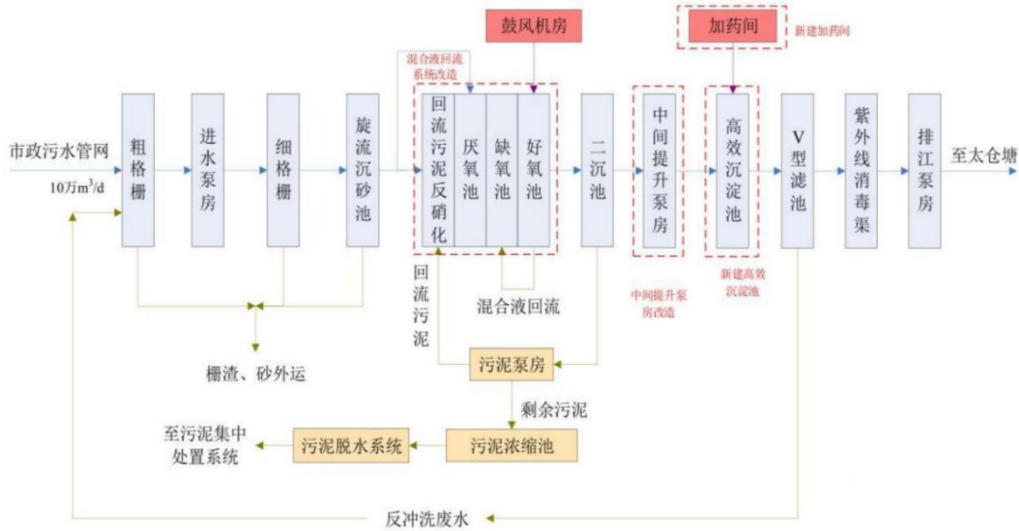 鼓风机房
加药间
新建加药间
混合液回流
系统改造
市政污水管网
10万m³/d
粗格栅
进水泵房
细格栅
旋流沉砂池
回流污泥反硝化
厌氧池
缺氧池
好氧池
二沉池
中间提升泵房
高效沉淀池
V型滤池
紫外线消毒渠
排江泵房
至太仓塘
回流污泥
混合液回流
中间提升泵
房改造
新建高效
沉淀池
栅渣、砂外运
污泥泵房
剩余污泥
至污泥集中
处置系统
污泥脱水系统
污泥浓缩池
反冲洗废水